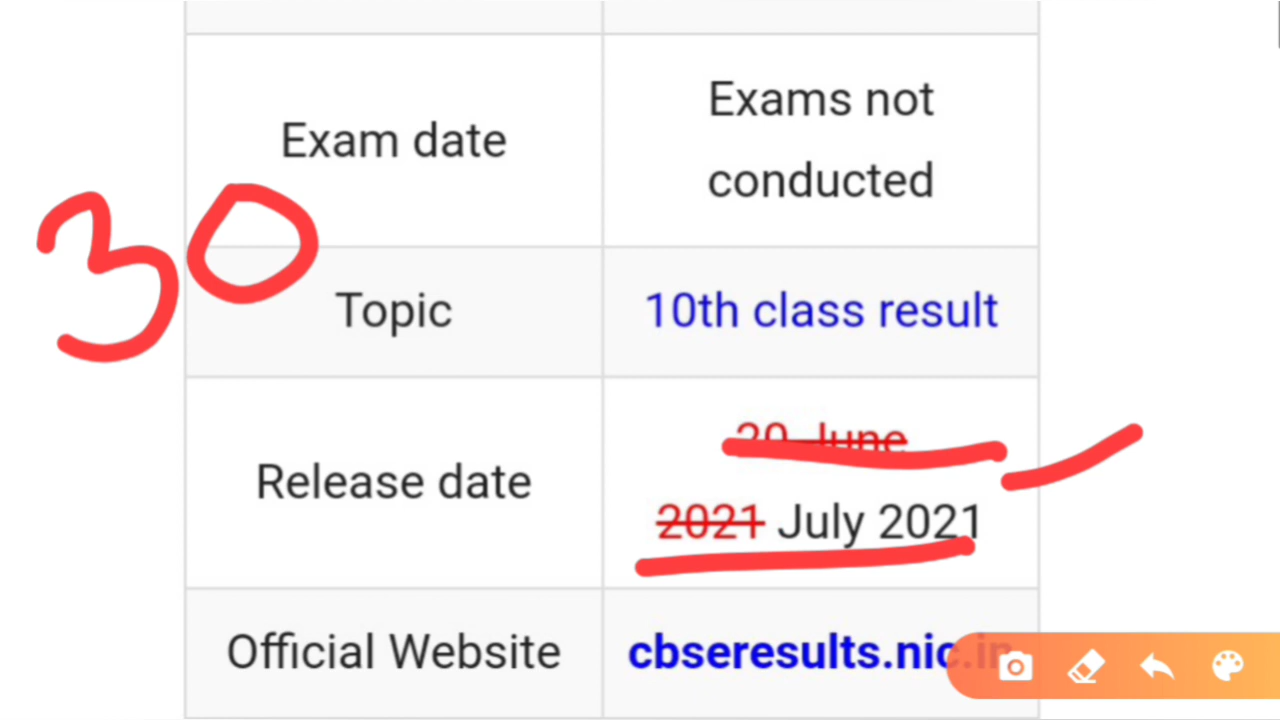 Exam date
Exams not
conducted
30
Topic
10th class result
Release date
20 June
2021 July 2021
Official Website
cbseresults.nic.in